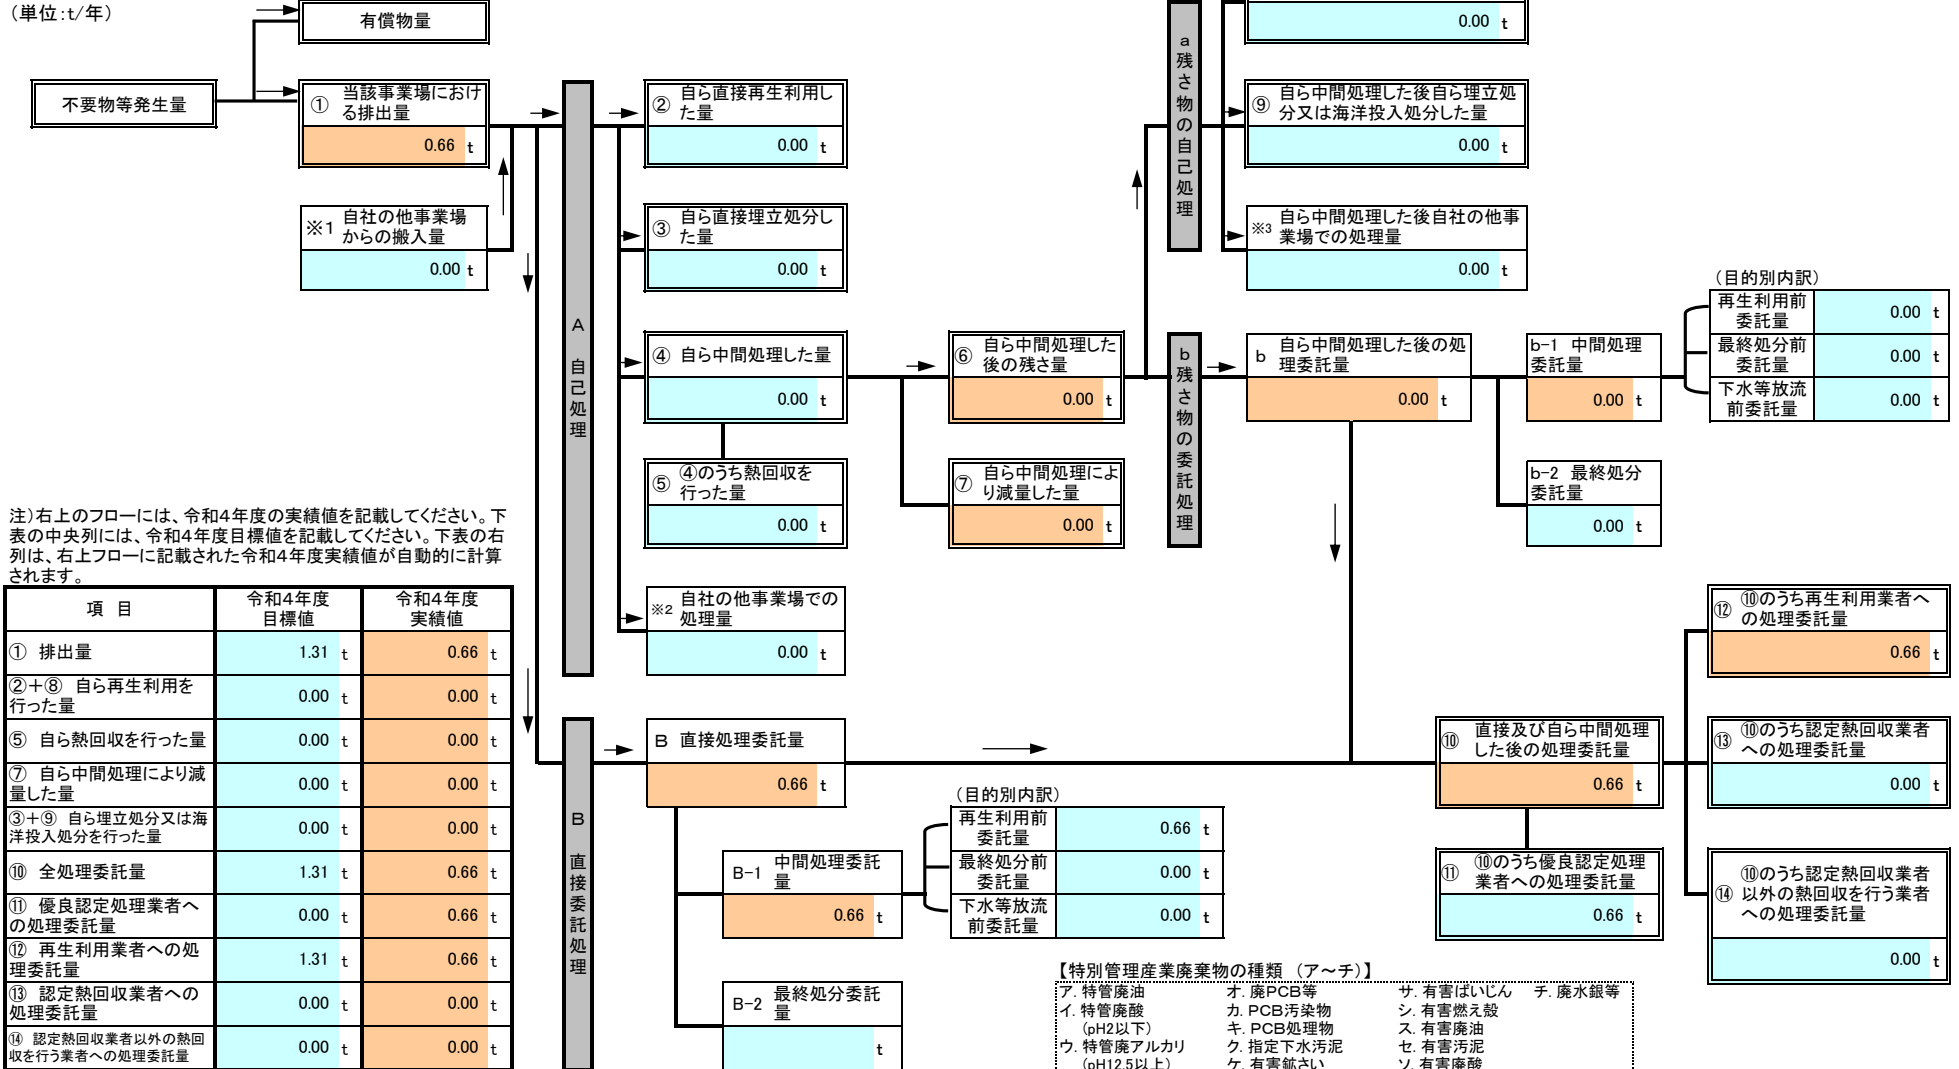 （単位：t/年）
有償物量
不要物等発生量
① 当該事業場におけ
る排出量
0.66 t
※1 自社の他事業場
からの搬入量
0.00 t
A 自己処理
② 自ら直接再生利用し
た量
0.00 t
③ 自ら直接埋立処分し
た量
0.00 t
④ 自ら中間処理した量
0.00 t
⑤ ④のうち熱回収を
行った量
0.00 t
※2 自社の他事業場での
処理量
0.00 t
⑥ 自ら中間処理した
後の残さ量
0.00 t
⑦ 自ら中間処理によ
り減量した量
0.00 t
a 残さ物の自己処理
0.00 t
⑨ 自ら中間処理した後自ら埋立処
分又は海洋投入処分した量
0.00 t
※3 自ら中間処理した後自社の他事
業場での処理量
0.00 t
b 残さ物の委託処理
b 自ら中間処理した後の処
理委託量
0.00 t
b-1 中間処理
委託量
0.00 t
b-2 最終処分
委託量
0.00 t
（目的別内訳）
再生利用前
委託量
0.00 t
最終処分前
委託量
0.00 t
下水等放流
前委託量
0.00 t
注）右上のフローには、令和４年度の実績値を記載してください。下
表の中央列には、令和４年度目標値を記載してください。下表の右
列は、右上フローに記載された令和４年度実績値が自動的に計算
されます。
項 目 令和４年度 令和４年度
目標値 実績値
① 排出量 1.31 t 0.66 t
②＋⑧ 自ら再生利用を
行った量 0.00 t 0.00 t
⑤ 自ら熱回収を行った量 0.00 t 0.00 t
⑦ 自ら中間処理により減
量した量 0.00 t 0.00 t
③＋⑨ 自ら埋立処分又は海
洋投入処分を行った量 0.00 t 0.00 t
⑩ 全処理委託量 1.31 t 0.66 t
⑪ 優良認定処理業者へ
の処理委託量 0.00 t 0.66 t
⑫ 再生利用業者への処
理委託量 1.31 t 0.66 t
⑬ 認定熱回収業者への
処理委託量 0.00 t 0.00 t
⑭ 認定熱回収業者以外の熱回
収を行う業者への処理委託量 0.00 t 0.00 t
B 直接委託処理
B 直接処理委託量
0.66 t
B-1 中間処理委託
量
0.66 t
B-2 最終処分委託
量
t
（目的別内訳）
再生利用前
委託量
0.66 t
最終処分前
委託量
0.00 t
下水等放流
前委託量
0.00 t
⑩ 直接及び自ら中間処理
した後の処理委託量
0.66 t
⑪ ⑩のうち優良認定処理
業者への処理委託量
0.66 t
⑫ ⑩のうち再生利用業者へ
の処理委託量
0.66 t
⑬ ⑩のうち認定熱回収業者
への処理委託量
0.00 t
⑭ ⑩のうち認定熱回収業者
以外の熱回収を行う業者
への処理委託量
0.00 t
【特別管理産業廃棄物の種類 （ア～チ）】
ア．特管廃油 オ．廃PCB等 サ．有害ばいじん チ．廃水銀等
イ．特管廃酸 カ．PCB汚染物 シ．有害燃え殻
（pH2以下） キ．PCB処理物 ス．有害廃油
ウ．特管廃アルカリ ク．指定下水汚泥 セ．有害汚泥
（pH12.5以上） ケ．有害鉱さい ソ．有害廃酸